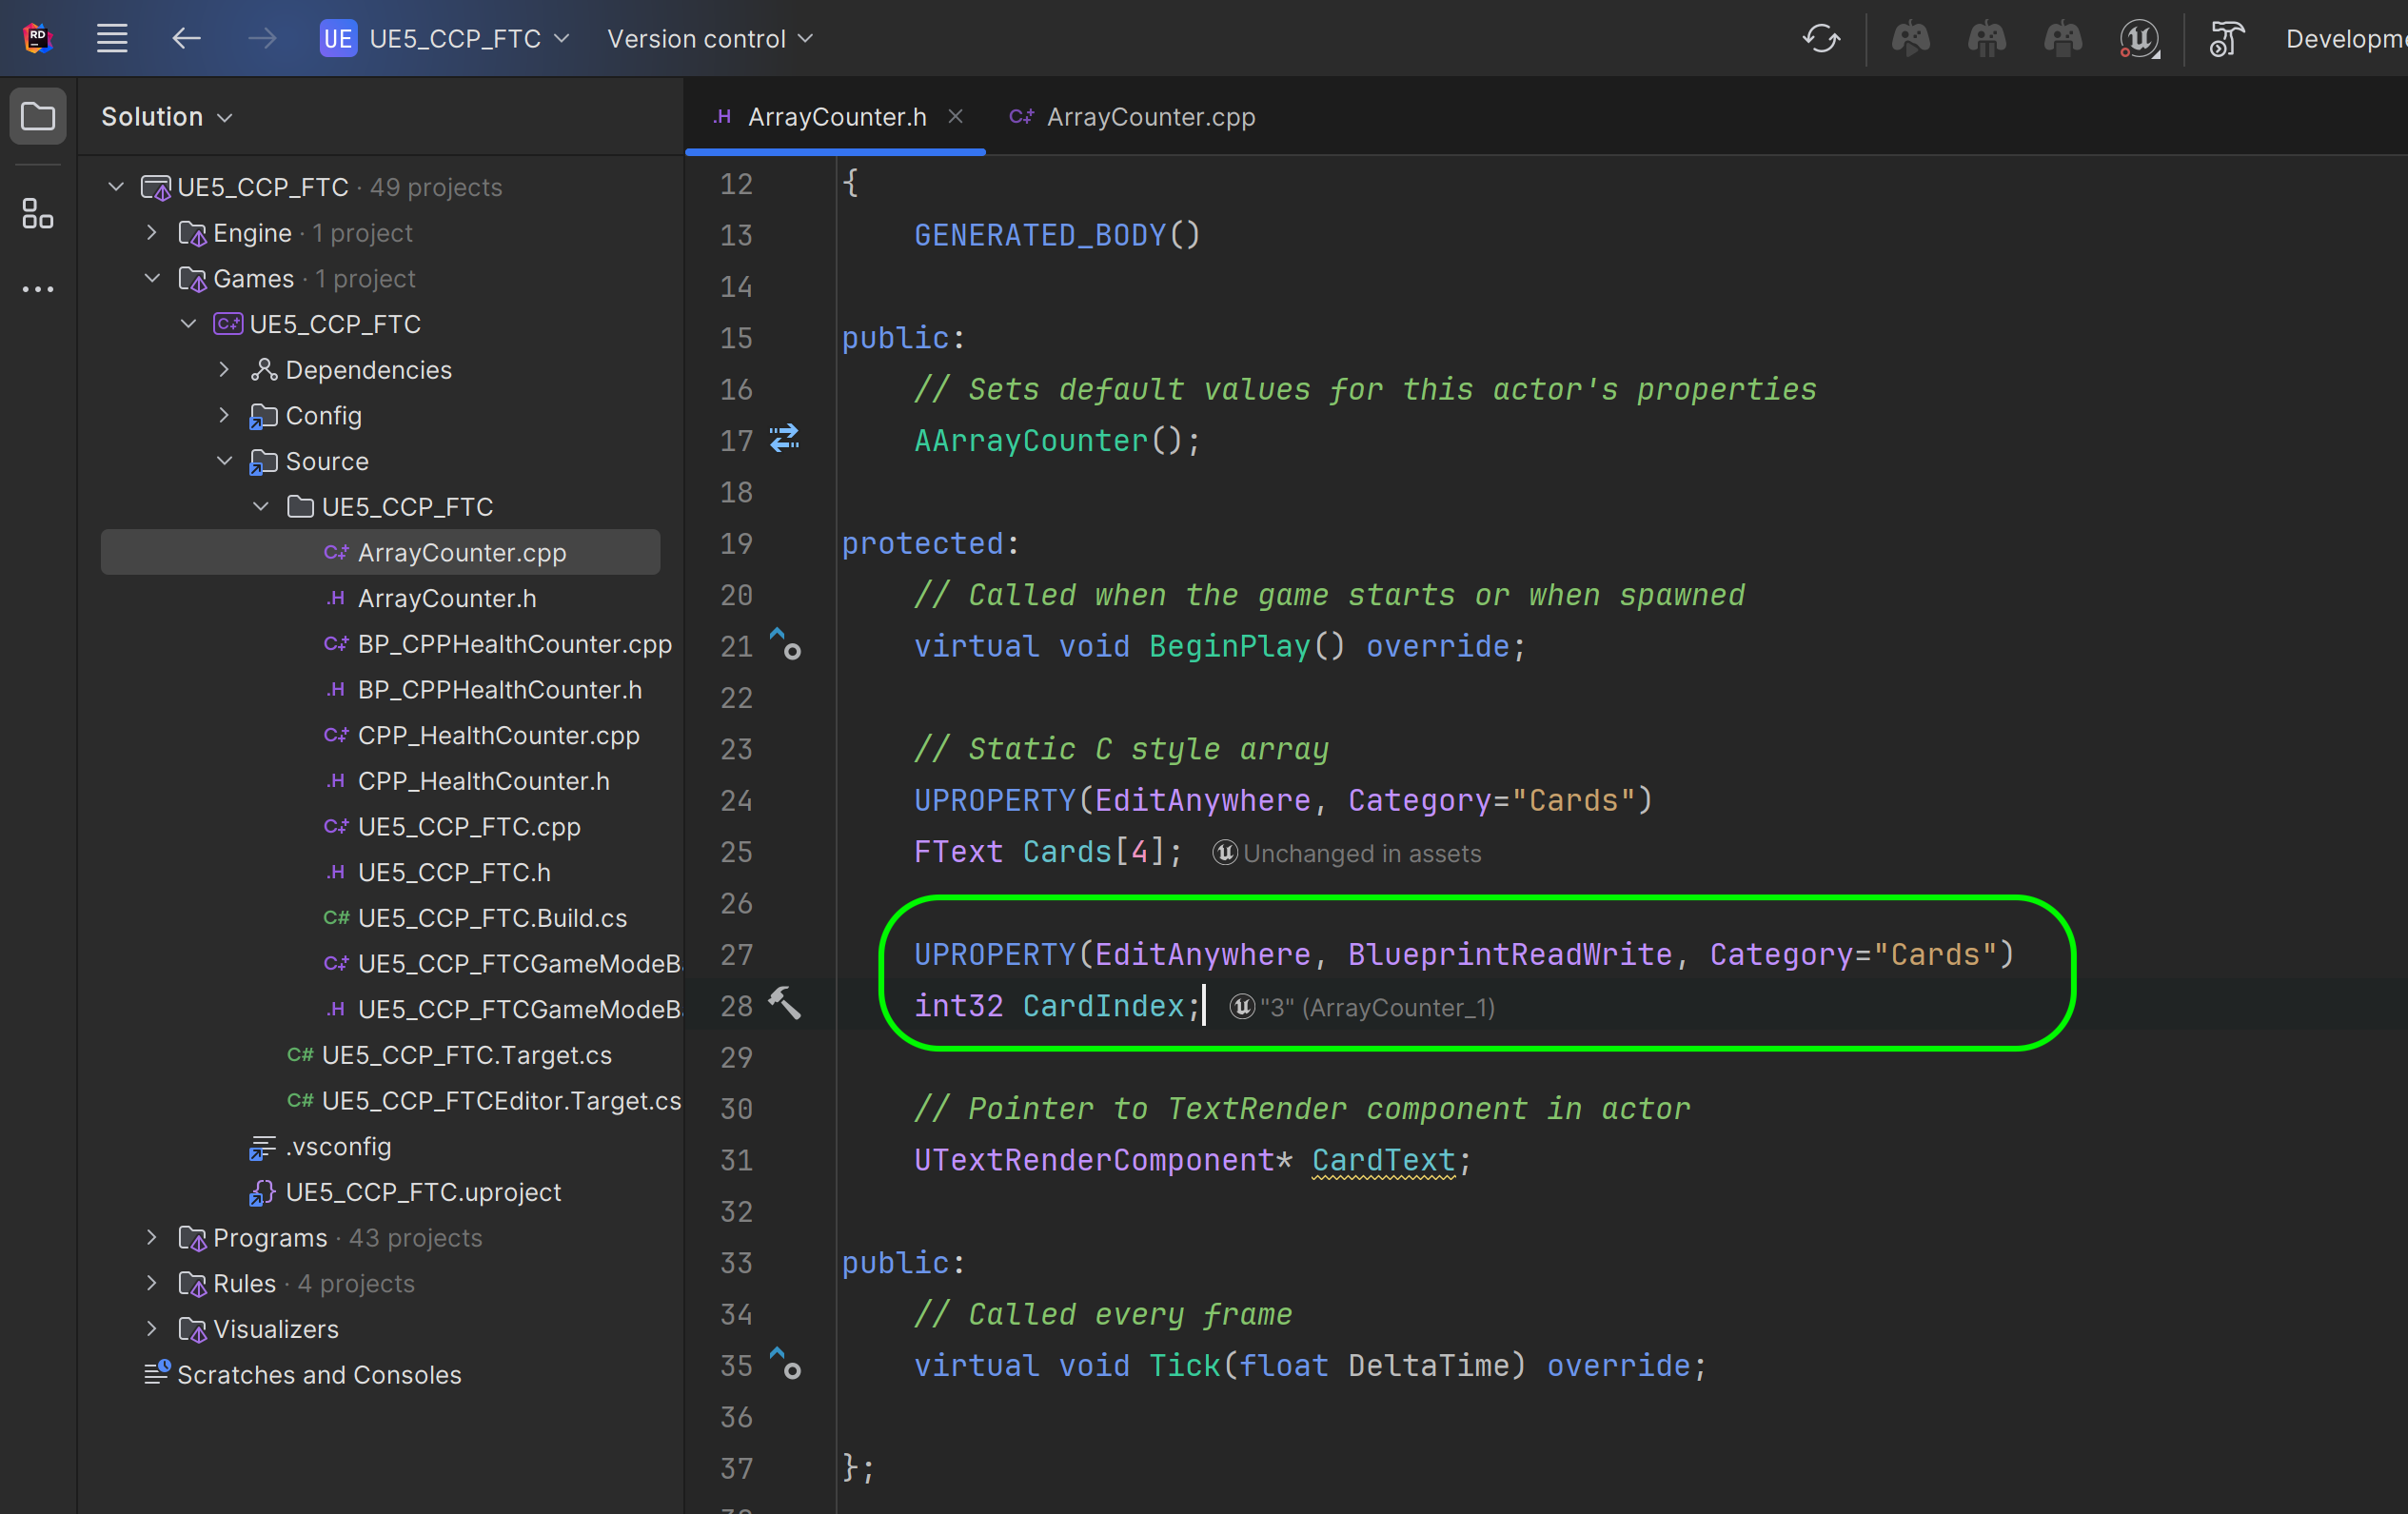 UE UE5_CCP_FTC Version control
Solution
ArrayCounter.h ArrayCounter.cpp
UE5_CCP_FTC · 49 projects
Engine · 1 project
Games · 1 project
UE5_CCP_FTC
Dependencies
Config
Source
UE5_CCP_FTC
C++ ArrayCounter.cpp
.H ArrayCounter.h
C++ BP_CPPHealthCounter.cpp
.H BP_CPPHealthCounter.h
C++ CPP_HealthCounter.cpp
.H CPP_HealthCounter.h
C++ UE5_CCP_FTC.cpp
.H UE5_CCP_FTC.h
C# UE5_CCP_FTC.Build.cs
C++ UE5_CCP_FTCGameModeB
.H UE5_CCP_FTCGameModeB
C# UE5_CCP_FTC.Target.cs
C# UE5_CCP_FTCEditor.Target.cs
.vsconfig
UE5_CCP_FTC.uproject
Programs · 43 projects
Rules · 4 projects
Visualizers
Scratches and Consoles
12 {
13 GENERATED_BODY()
14
15 public:
16 // Sets default values for this actor's properties
17 AArrayCounter();
18
19 protected:
20 // Called when the game starts or when spawned
21 virtual void BeginPlay() override;
22
23 // Static C style array
24 UPROPERTY(EditAnywhere, Category="Cards")
25 FText Cards[4]; Unchanged in assets
26
27 UPROPERTY(EditAnywhere, BlueprintReadWrite, Category="Cards")
28 int32 CardIndex; "3" (ArrayCounter_1)
29
30 // Pointer to TextRender component in actor
31 UTextRenderComponent* CardText;
32
33 public:
34 // Called every frame
35 virtual void Tick(float DeltaTime) override;
36
37 };